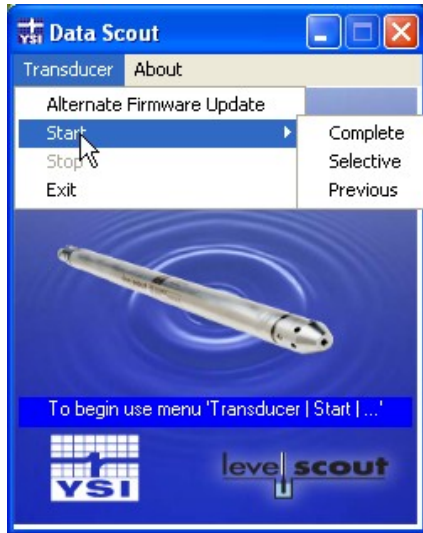 YSI Data Scout
Transducer About
Alternate Firmware Update
Start
Complete
Stop
Selective
Exit
Previous
To begin use menu 'Transducer | Start | ...'
YSI
level scout